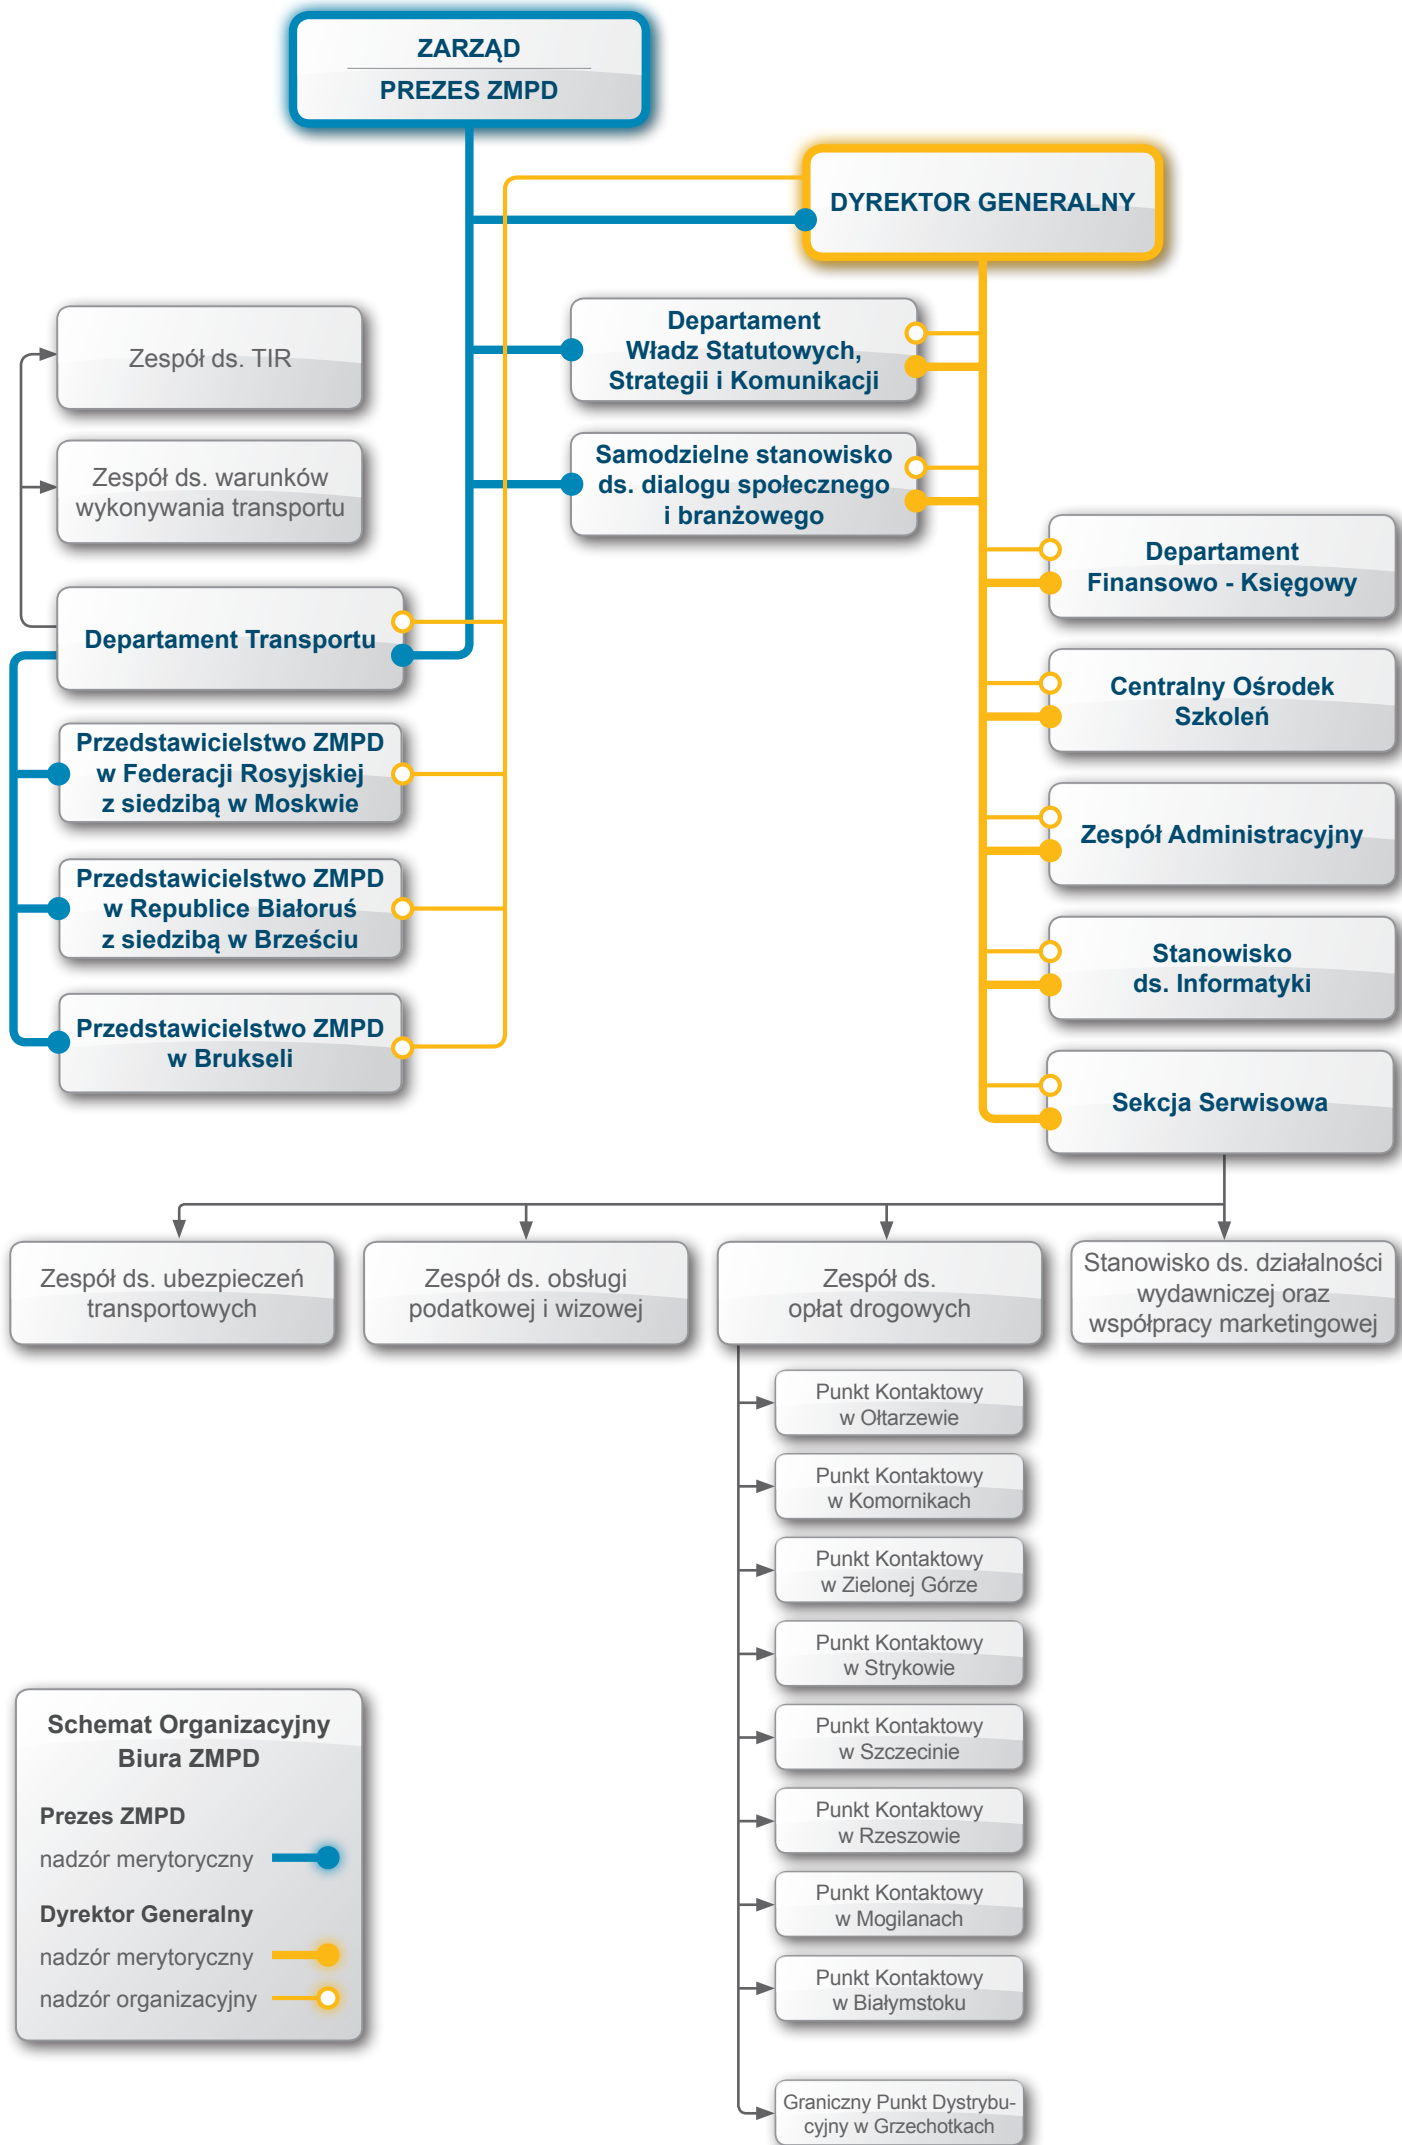 ZARZĄD
PREZES ZMPD
DYREKTOR GENERALNY
Departament
Władz Statutowych,
Strategii i Komunikacji
Samodzielne stanowisko
ds. dialogu społecznego
i branżowego
Zespół ds. TIR
Zespół ds. warunków
wykonywania transportu
Departament Transportu
Przedstawicielstwo ZMPD
w Federacji Rosyjskiej
z siedzibą w Moskwie
Przedstawicielstwo ZMPD
w Republice Białoruś
z siedzibą w Brześciu
Przedstawicielstwo ZMPD
w Brukseli
Departament
Finansowo - Księgowy
Centralny Ośrodek
Szkoleń
Zespół Administracyjny
Stanowisko
ds. Informatyki
Sekcja Serwisowa
Zespół ds. ubezpieczeń
transportowych
Zespół ds. obsługi
podatkowej i wizowej
Zespół ds.
opłat drogowych
Stanowisko ds. działalności
wydawniczej oraz
współpracy marketingowej
Punkt Kontaktowy
w Ołtarzewie
Punkt Kontaktowy
w Komornikach
Punkt Kontaktowy
w Zielonej Górze
Punkt Kontaktowy
w Strykowie
Punkt Kontaktowy
w Szczecinie
Punkt Kontaktowy
w Rzeszowie
Punkt Kontaktowy
w Mogilanach
Punkt Kontaktowy
w Białymstoku
Graniczny Punkt Dystrybu-
cyjny w Grzechotkach
Schemat Organizacyjny
Biura ZMPD
Prezes ZMPD
nadzór merytoryczny
Dyrektor Generalny
nadzór merytoryczny
nadzór organizacyjny